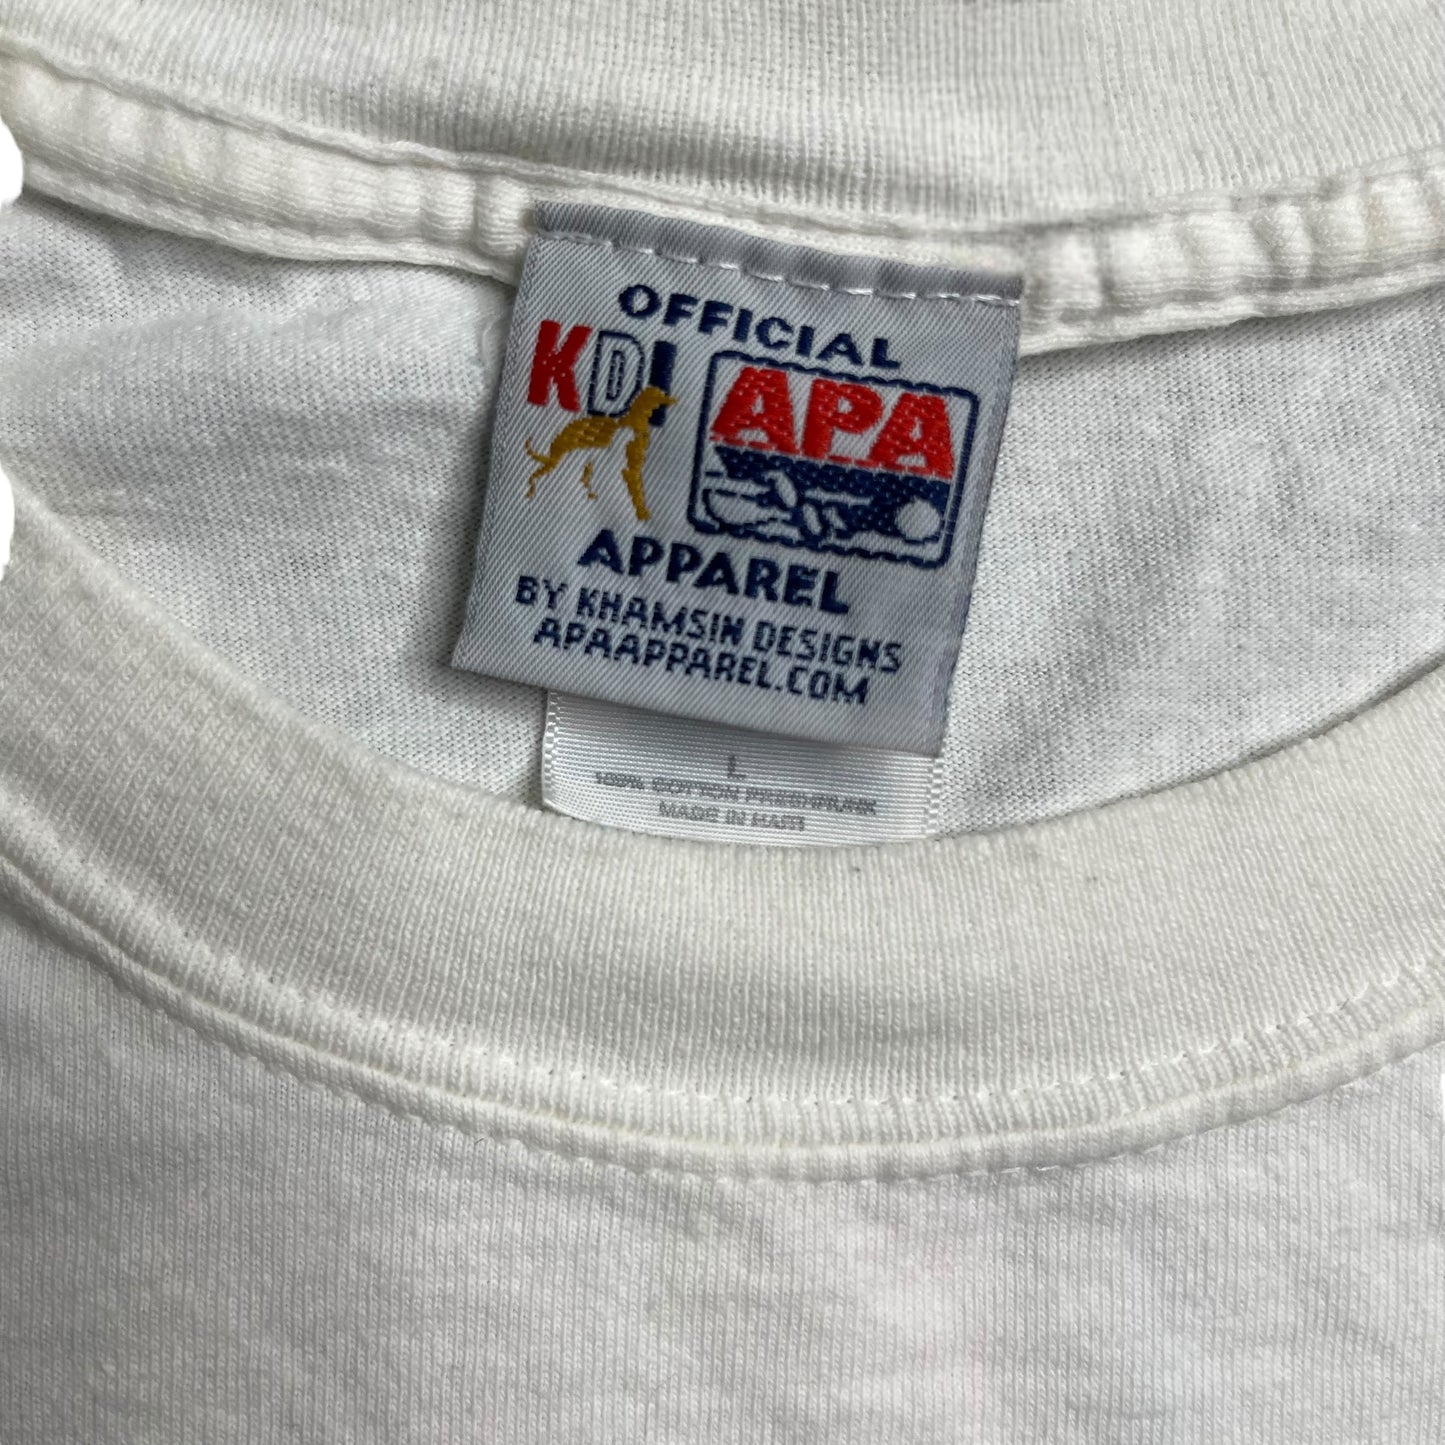 OFFICIAL
KDI APA
APPAREL
BY KHAMSIN DESIGNS
APAAPPAREL.COM
L
100% COTTON PRESHRUNK
MADE IN HAITI